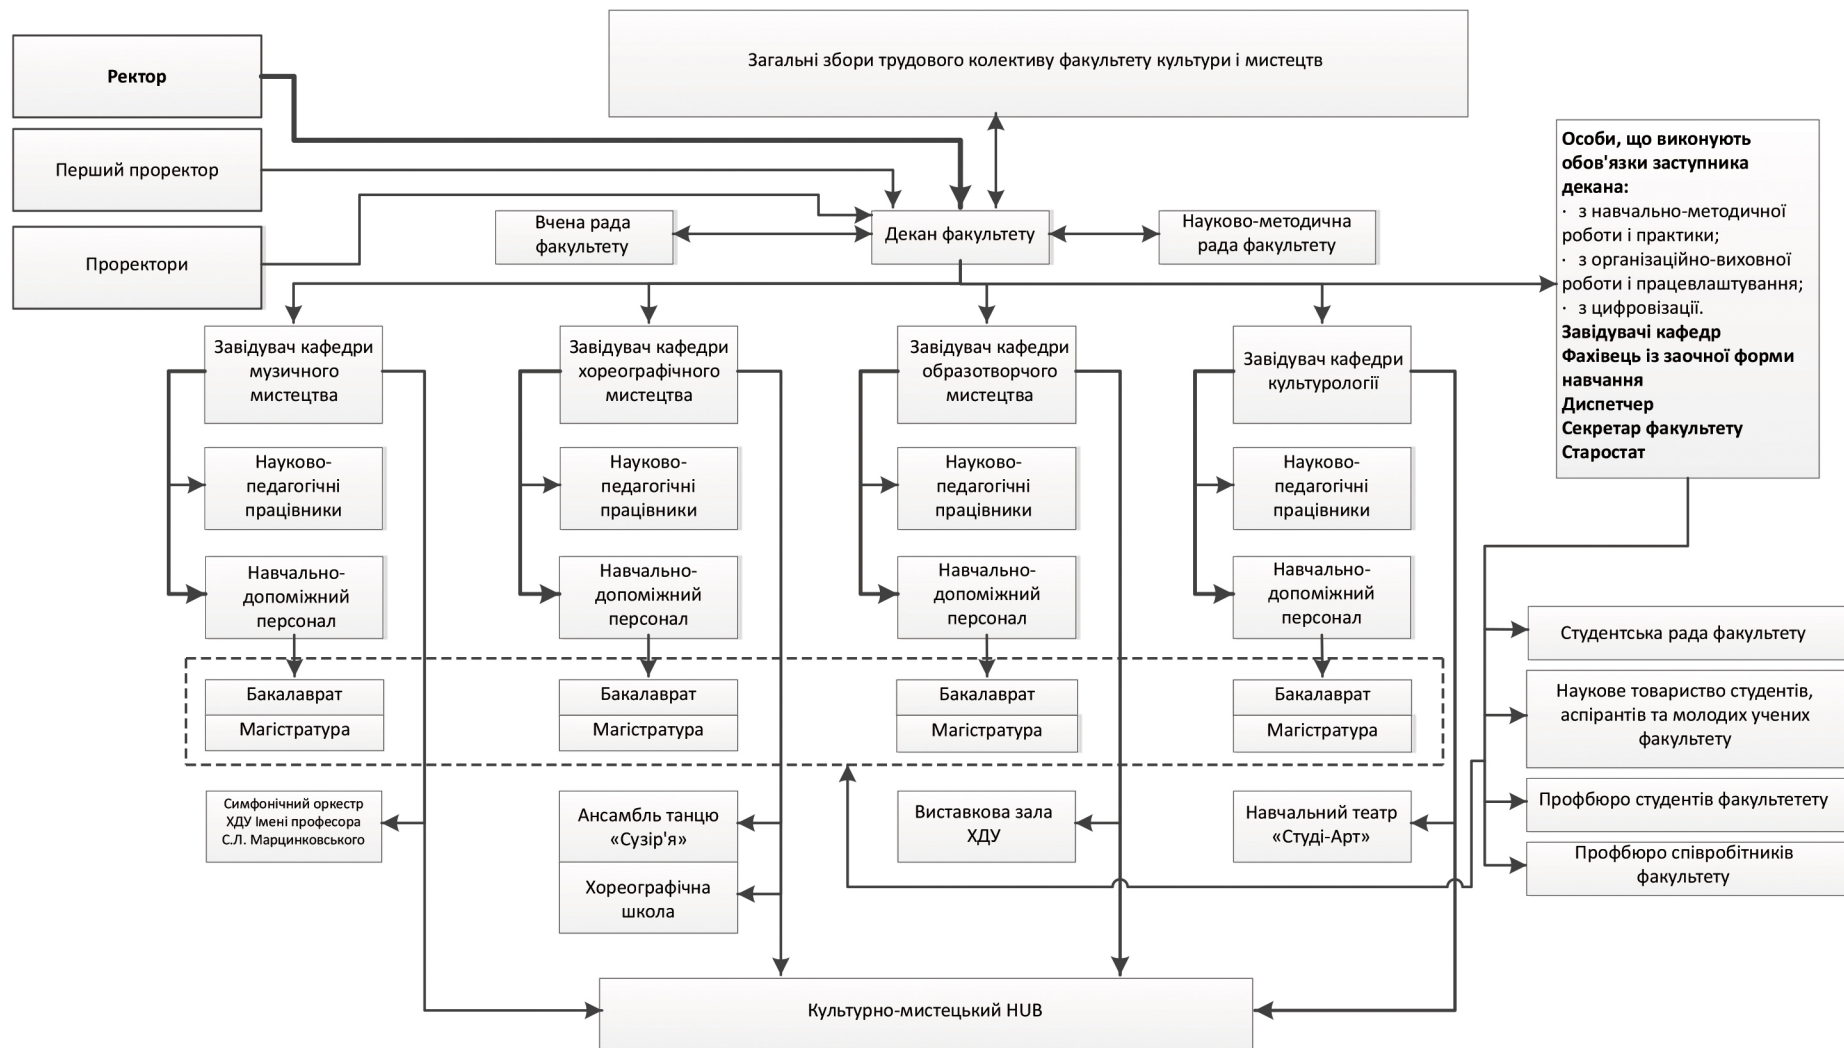 Ректор
Загальні збори трудового колективу факультету культури і мистецтв
Перший проректор
Проректори
Вчена рада
факультету
Декан факультету
Науково-методична
рада факультету
Особи, що виконують
обов'язки заступника
декана:
· з навчально-методичної
роботи і практики;
· з організаційно-виховної
роботи і працевлаштування;
· з цифровізації.
Завідувачі кафедр
Фахівець із заочної форми
навчання
Диспетчер
Секретар факультету
Старостат
Завідувач кафедри
музичного
мистецтва
Завідувач кафедри
хореографічного
мистецтва
Завідувач кафедри
образотворчого
мистецтва
Завідувач кафедри
культурології
Науково-
педагогічні
працівники
Науково-
педагогічні
працівники
Науково-
педагогічні
працівники
Науково-
педагогічні
працівники
Навчально-
допоміжний
персонал
Навчально-
допоміжний
персонал
Навчально-
допоміжний
персонал
Навчально-
допоміжний
персонал
Бакалаврат
Магістратура
Бакалаврат
Магістратура
Бакалаврат
Магістратура
Бакалаврат
Магістратура
Студентська рада факультету
Наукове товариство студентів,
аспірантів та молодих учених
факультету
Профбюро студентів факультетету
Профбюро співробітників
факультету
Симфонічний оркестр
ХДУ Імені професора
С.Л. Марцинковського
Ансамбль танцю
«Сузір'я»
Хореографічна
школа
Виставкова зала
ХДУ
Навчальний театр
«Студі-Арт»
Культурно-мистецький HUB